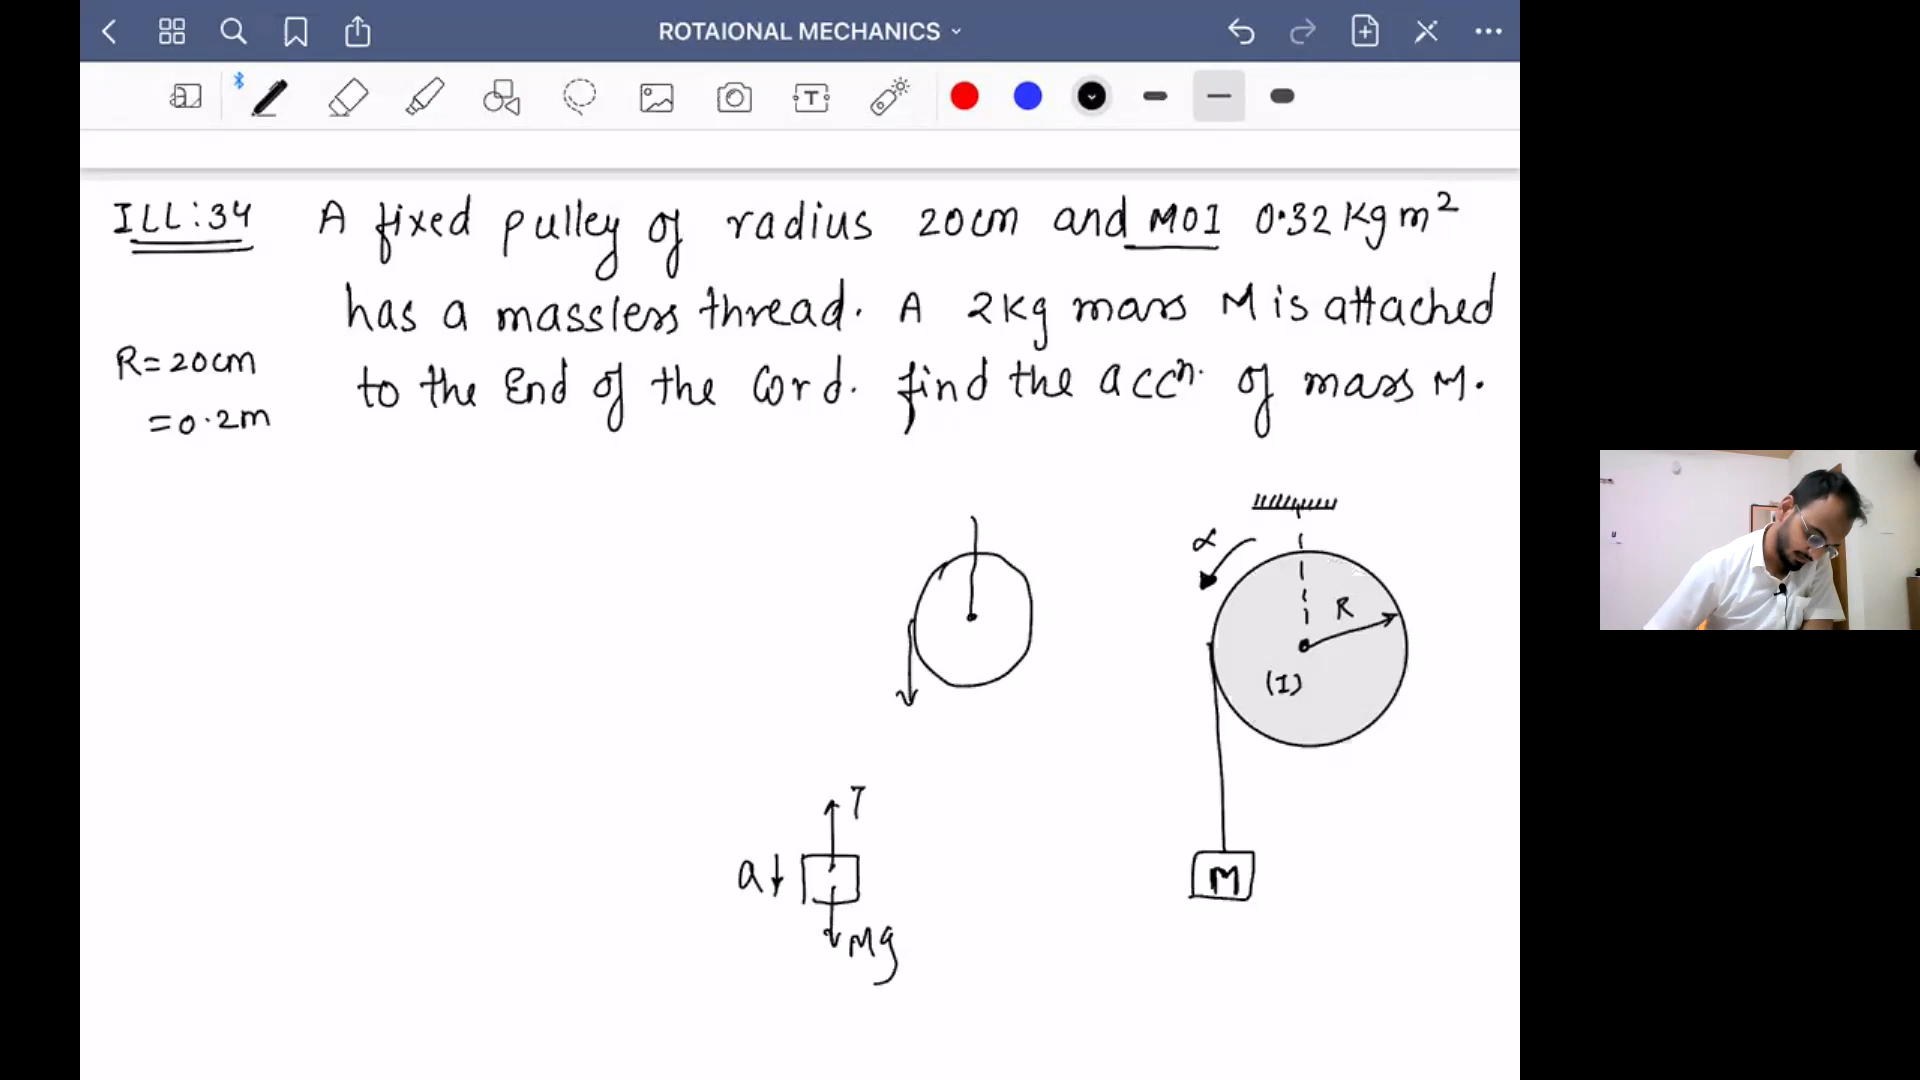 ROTAIONAL MECHANICS
T
ILL:34 A fixed pulley of radius 20cm and MOI 0.32 kg m²
has a massless thread. A 2kg mass M is attached
to the End of the Cord. find the accⁿ. of mass M.
R=20cm
=0.2m
α
R
(I)
T
a
M
Mg